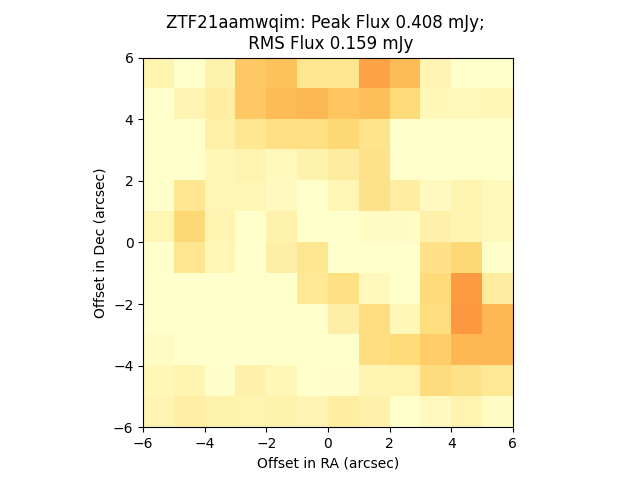 ZTF21aamwqim: Peak Flux 0.408 mJy;
RMS Flux 0.159 mJy
6
4
2
0
−2
−4
−6
Offset in Dec (arcsec)
−6 −4 −2 0 2 4 6
Offset in RA (arcsec)